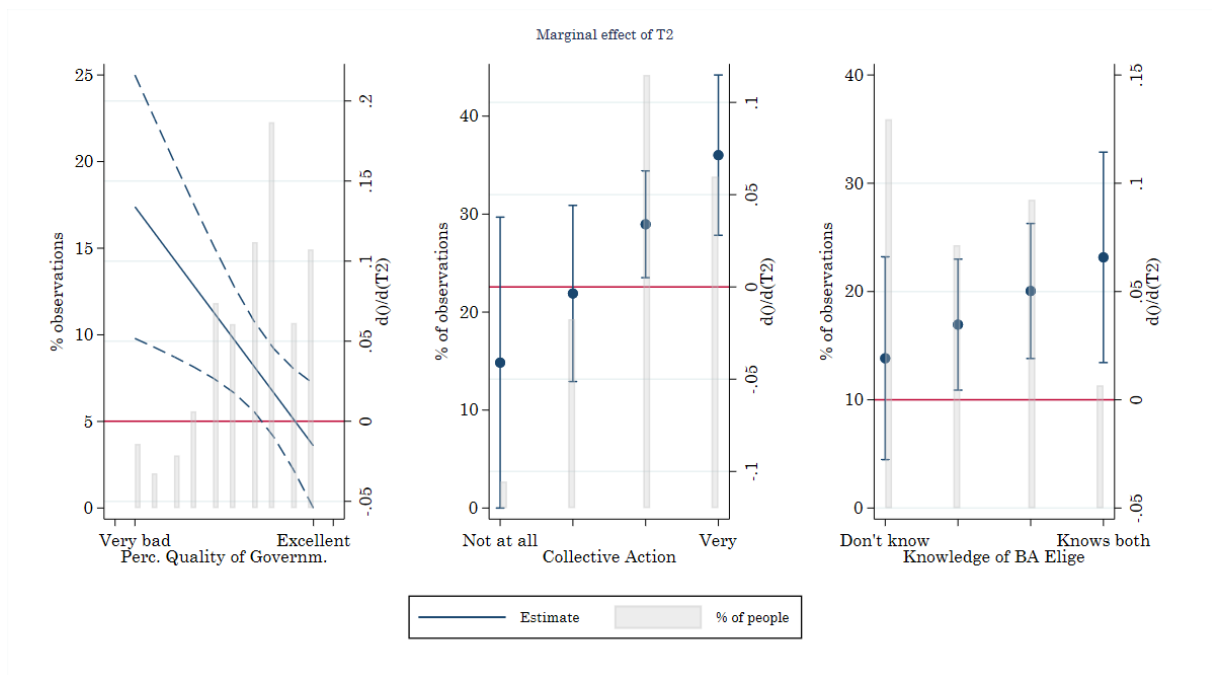 Marginal effect of T2
25
20
15
10
5
0
% observations
.2
.15
.1
.05
0
-.05
d()/d(T2)
Very bad
Excellent
Perc. Quality of Governm.
40
30
20
10
0
% of observations
.1
.05
0
-.05
-.1
d()/d(T2)
Not at all
Very
Collective Action
40
30
20
10
0
% of observations
.15
.1
.05
0
-.05
d()/d(T2)
Don't know
Knows both
Knowledge of BA Elige
Estimate
% of people